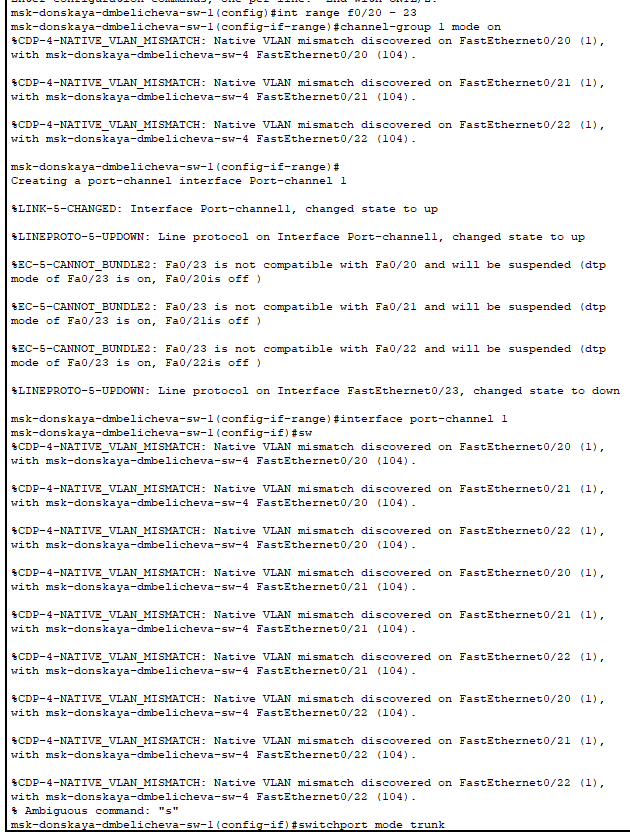 msk-donskaya-dmbelicheva-sw-1(config)#int range f0/20 - 23
msk-donskaya-dmbelicheva-sw-1(config-if-range)#channel-group 1 mode on
%CDP-4-NATIVE_VLAN_MISMATCH: Native VLAN mismatch discovered on FastEthernet0/20 (1),
with msk-donskaya-dmbelicheva-sw-4 FastEthernet0/20 (104).
%CDP-4-NATIVE_VLAN_MISMATCH: Native VLAN mismatch discovered on FastEthernet0/21 (1),
with msk-donskaya-dmbelicheva-sw-4 FastEthernet0/21 (104).
%CDP-4-NATIVE_VLAN_MISMATCH: Native VLAN mismatch discovered on FastEthernet0/22 (1),
with msk-donskaya-dmbelicheva-sw-4 FastEthernet0/22 (104).
msk-donskaya-dmbelicheva-sw-1(config-if-range)#
Creating a port-channel interface Port-channel 1
%LINK-5-CHANGED: Interface Port-channel1, changed state to up
%LINEPROTO-5-UPDOWN: Line protocol on Interface Port-channel1, changed state to up
%EC-5-CANNOT_BUNDLE2: Fa0/23 is not compatible with Fa0/20 and will be suspended (dtp
mode of Fa0/23 is on, Fa0/20is off )
%EC-5-CANNOT_BUNDLE2: Fa0/23 is not compatible with Fa0/21 and will be suspended (dtp
mode of Fa0/23 is on, Fa0/21is off )
%EC-5-CANNOT_BUNDLE2: Fa0/23 is not compatible with Fa0/22 and will be suspended (dtp
mode of Fa0/23 is on, Fa0/22is off )
%LINEPROTO-5-UPDOWN: Line protocol on Interface FastEthernet0/23, changed state to down
msk-donskaya-dmbelicheva-sw-1(config-if-range)#interface port-channel 1
msk-donskaya-dmbelicheva-sw-1(config-if)#sw
%CDP-4-NATIVE_VLAN_MISMATCH: Native VLAN mismatch discovered on FastEthernet0/20 (1),
with msk-donskaya-dmbelicheva-sw-4 FastEthernet0/20 (104).
%CDP-4-NATIVE_VLAN_MISMATCH: Native VLAN mismatch discovered on FastEthernet0/21 (1),
with msk-donskaya-dmbelicheva-sw-4 FastEthernet0/20 (104).
%CDP-4-NATIVE_VLAN_MISMATCH: Native VLAN mismatch discovered on FastEthernet0/22 (1),
with msk-donskaya-dmbelicheva-sw-4 FastEthernet0/20 (104).
%CDP-4-NATIVE_VLAN_MISMATCH: Native VLAN mismatch discovered on FastEthernet0/20 (1),
with msk-donskaya-dmbelicheva-sw-4 FastEthernet0/21 (104).
%CDP-4-NATIVE_VLAN_MISMATCH: Native VLAN mismatch discovered on FastEthernet0/21 (1),
with msk-donskaya-dmbelicheva-sw-4 FastEthernet0/21 (104).
%CDP-4-NATIVE_VLAN_MISMATCH: Native VLAN mismatch discovered on FastEthernet0/22 (1),
with msk-donskaya-dmbelicheva-sw-4 FastEthernet0/21 (104).
%CDP-4-NATIVE_VLAN_MISMATCH: Native VLAN mismatch discovered on FastEthernet0/20 (1),
with msk-donskaya-dmbelicheva-sw-4 FastEthernet0/22 (104).
%CDP-4-NATIVE_VLAN_MISMATCH: Native VLAN mismatch discovered on FastEthernet0/21 (1),
with msk-donskaya-dmbelicheva-sw-4 FastEthernet0/22 (104).
%CDP-4-NATIVE_VLAN_MISMATCH: Native VLAN mismatch discovered on FastEthernet0/22 (1),
with msk-donskaya-dmbelicheva-sw-4 FastEthernet0/22 (104).
% Ambiguous command: "s"
msk-donskaya-dmbelicheva-sw-1(config-if)#switchport mode trunk